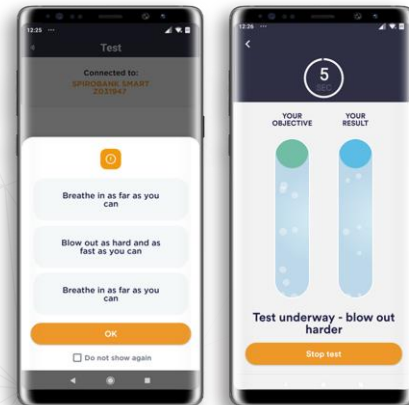 12:25
Test
Connected to:
SPIROBANK SMART
Z031947
Breathe in as far as you
can
Blow out as hard and as
fast as you can
Breathe in as far as you
can
OK
Do not show again
12:26
5
SEC
YOUR
OBJECTIVE
YOUR
RESULT
Test underway - blow out
harder
Stop test